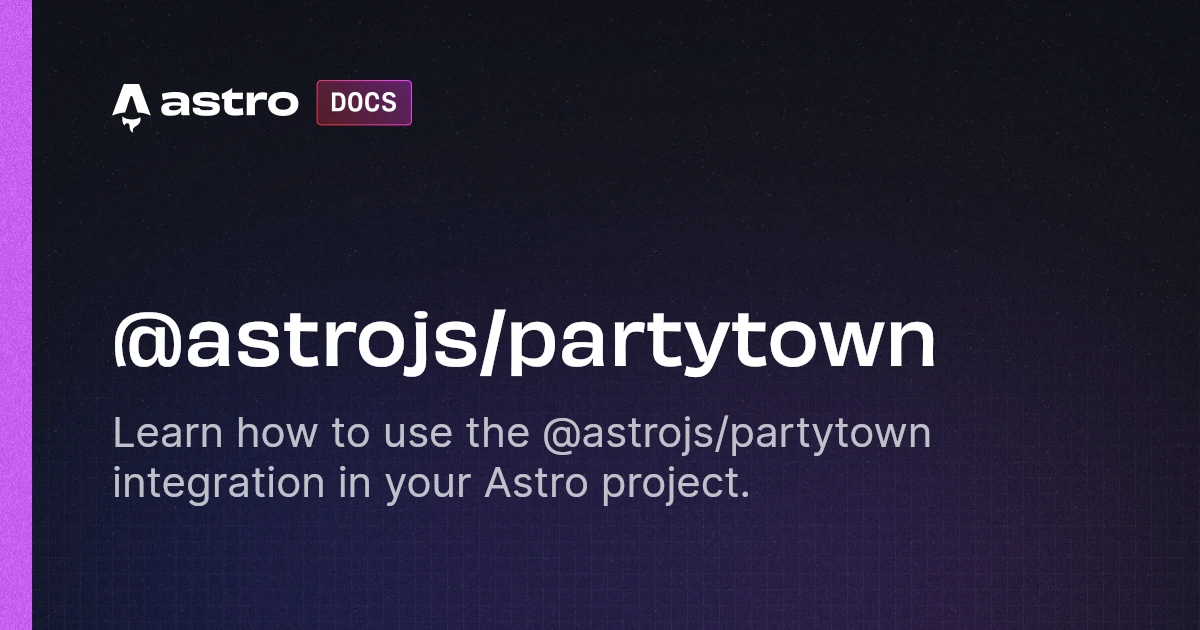 astro DOCS
@astrojs/partytown
Learn how to use the @astrojs/partytown
integration in your Astro project.